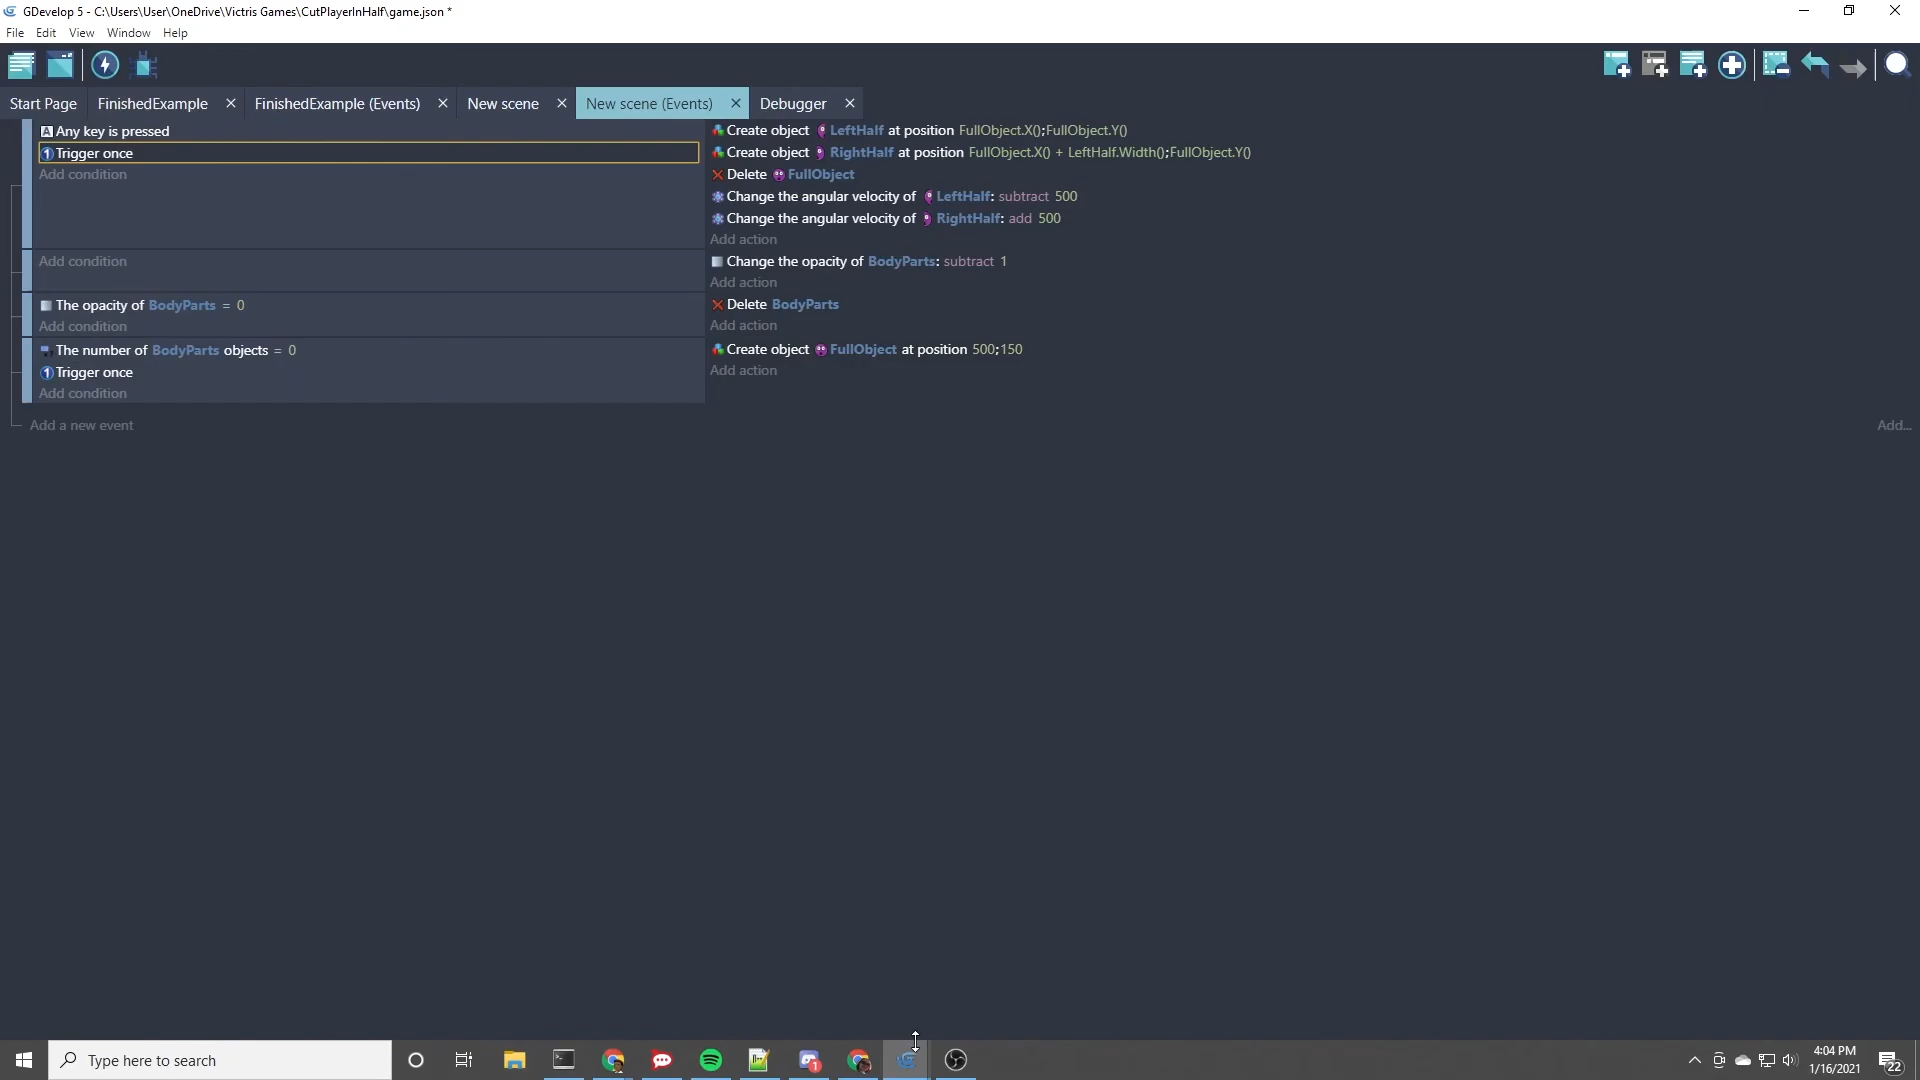 GDevelop 5 - C:\Users\User\OneDrive\Victris Games\CutPlayerInHalf\game.json *
File Edit View Window Help
Start Page FinishedExample × FinishedExample (Events) × New scene × New scene (Events) × Debugger ×
Any key is pressed
Trigger once
Add condition
Create object LeftHalf at position FullObject.X();FullObject.Y()
Create object RightHalf at position FullObject.X() + LeftHalf.Width();FullObject.Y()
Delete FullObject
Change the angular velocity of LeftHalf: subtract 500
Change the angular velocity of RightHalf: add 500
Add action
Add condition
Change the opacity of BodyParts: subtract 1
Add action
The opacity of BodyParts = 0
Add condition
Delete BodyParts
Add action
The number of BodyParts objects = 0
Trigger once
Add condition
Create object FullObject at position 500;150
Add action
Add a new event
Add...
Type here to search
1
4:04 PM
1/16/2021
22